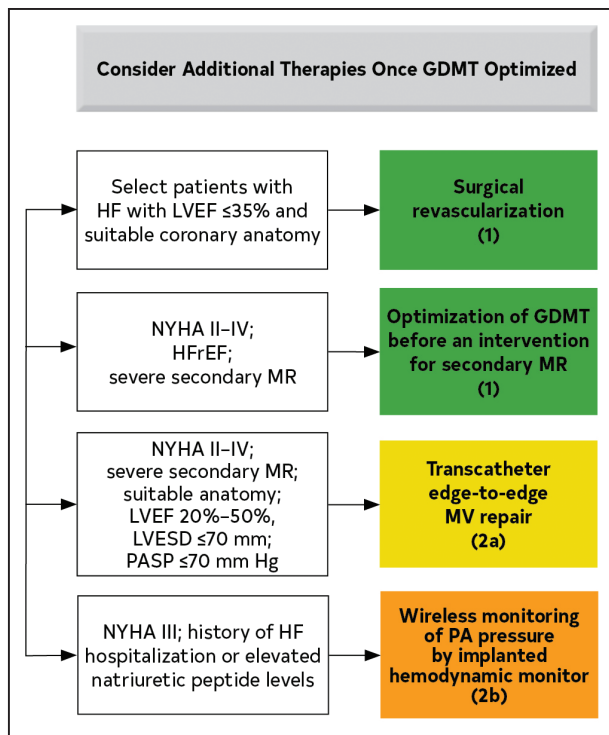 Consider Additional Therapies Once GDMT Optimized
Select patients with
HF with LVEF ≤35% and
suitable coronary anatomy
Surgical
revascularization
(1)
NYHA II–IV;
HFrEF;
severe secondary MR
Optimization of GDMT
before an intervention
for secondary MR
(1)
NYHA II–IV;
severe secondary MR;
suitable anatomy;
LVEF 20%–50%,
LVESD ≤70 mm;
PASP ≤70 mm Hg
Transcatheter
edge-to-edge
MV repair
(2a)
NYHA III; history of HF
hospitalization or elevated
natriuretic peptide levels
Wireless monitoring
of PA pressure
by implanted
hemodynamic monitor
(2b)